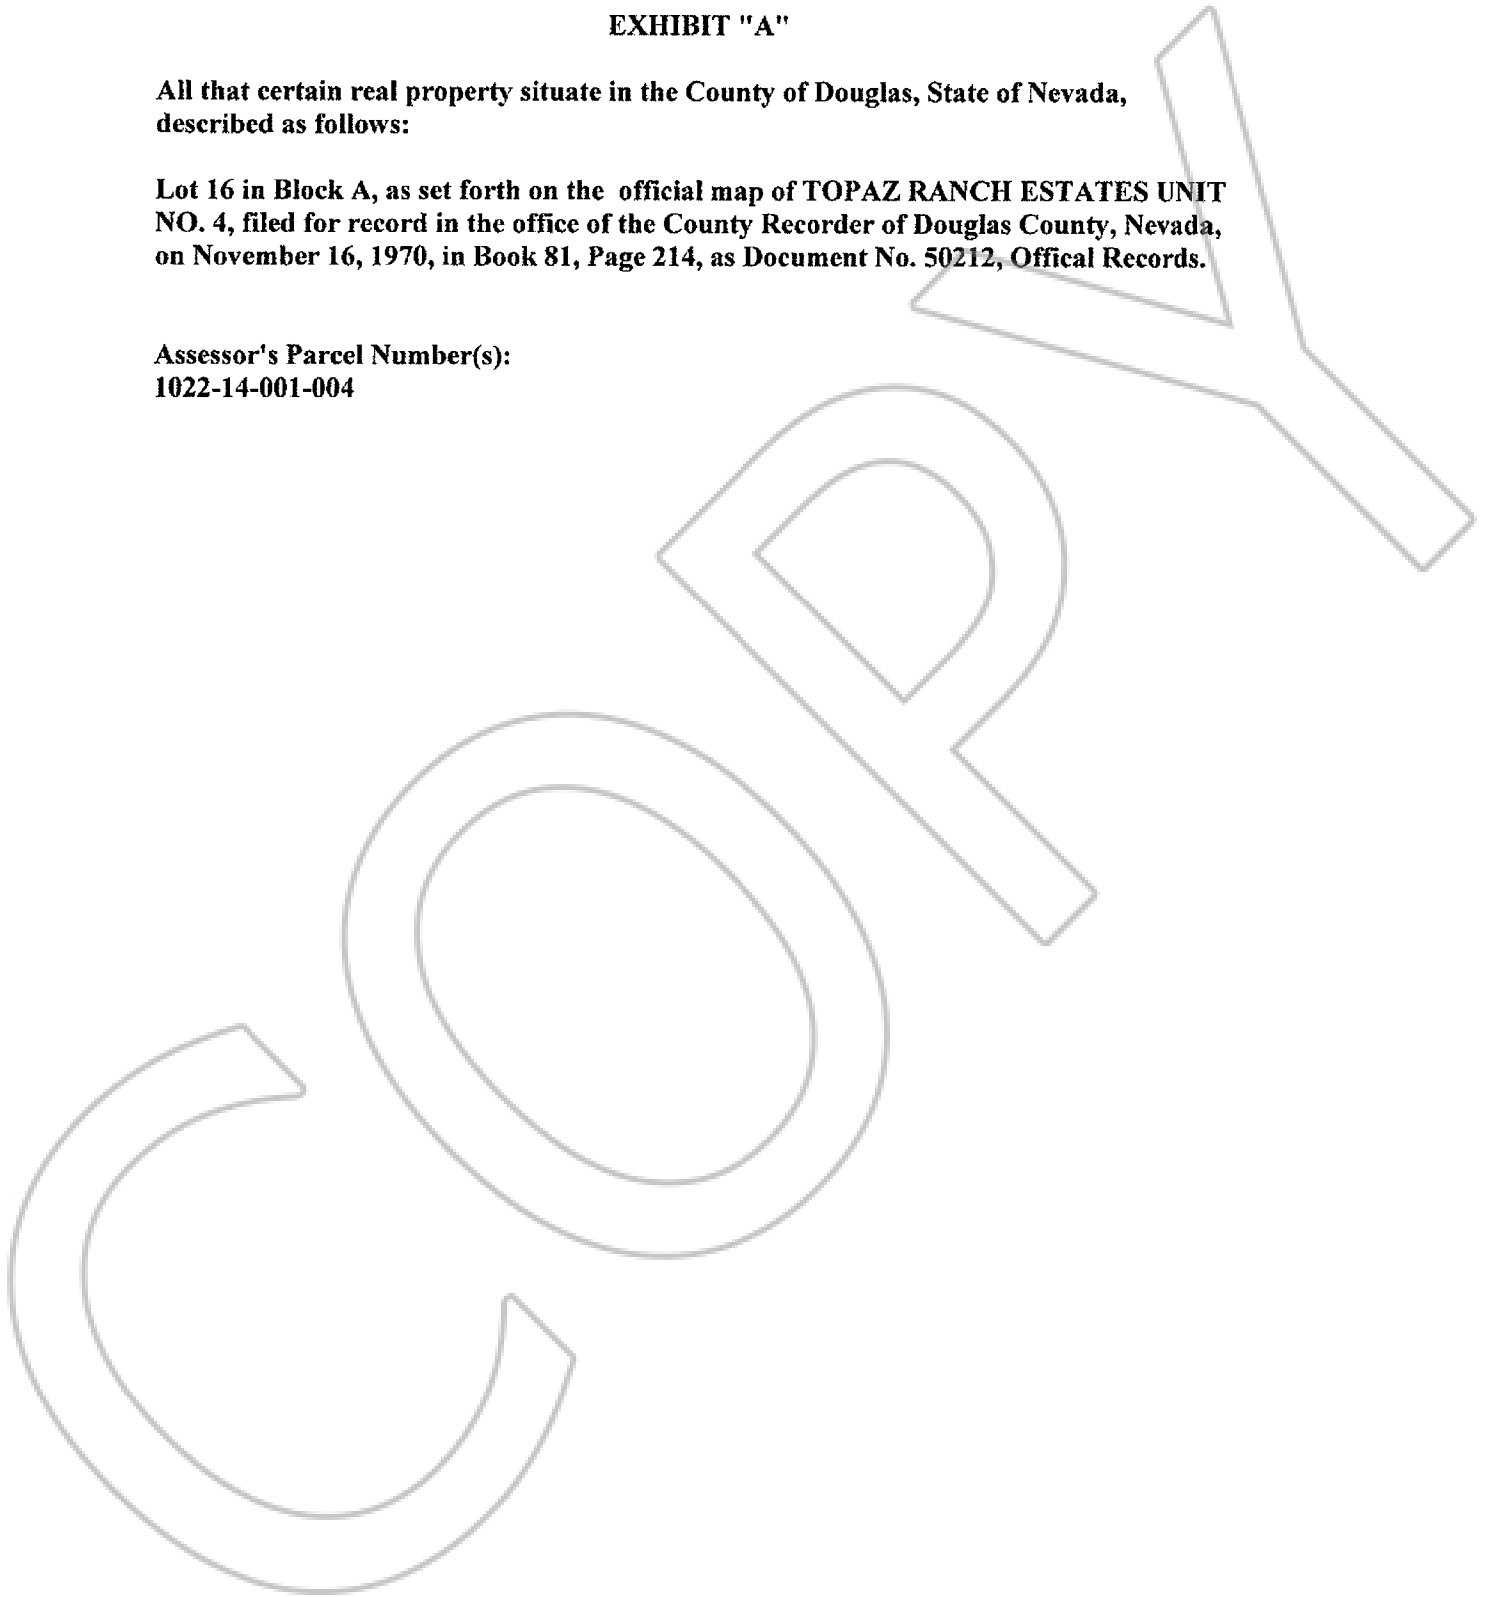 EXHIBIT "A"
All that certain real property situate in the County of Douglas, State of Nevada,
described as follows:
Lot 16 in Block A, as set forth on the official map of TOPAZ RANCH ESTATES UNIT
NO. 4, filed for record in the office of the County Recorder of Douglas County, Nevada,
on November 16, 1970, in Book 81, Page 214, as Document No. 50212, Offical Records.
Assessor's Parcel Number(s):
1022-14-001-004
COPY